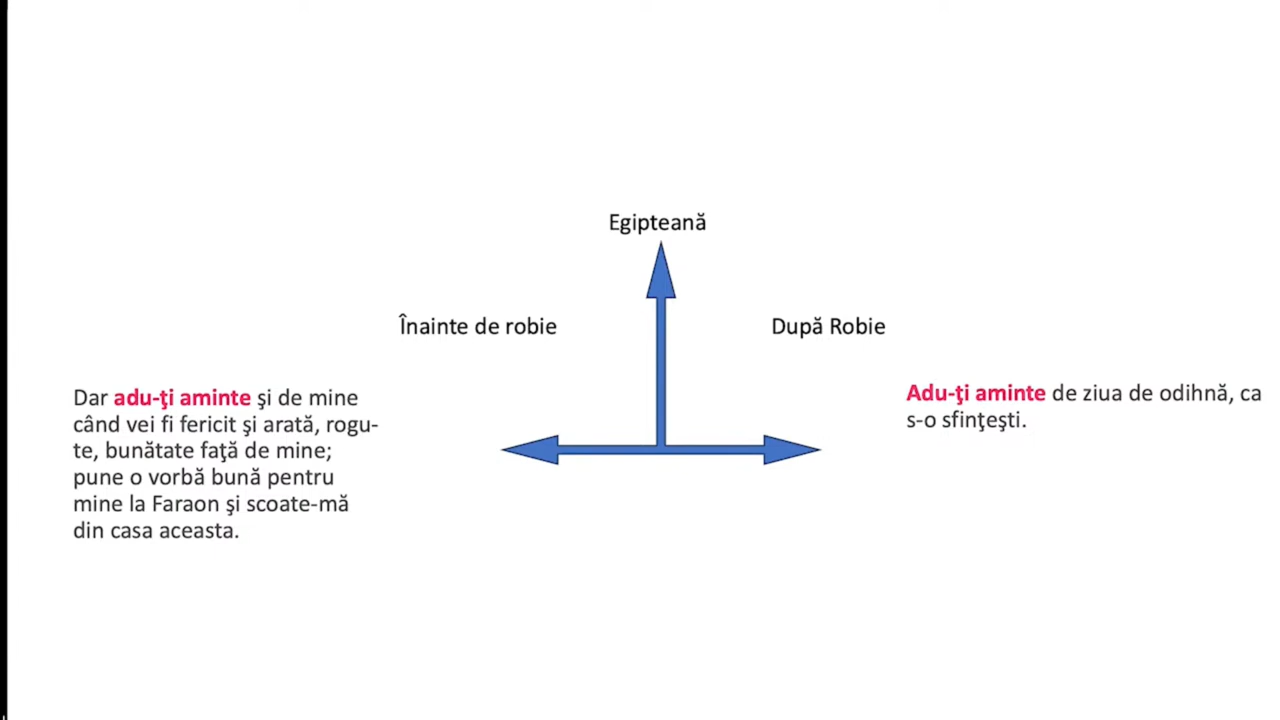 Egipteană
Înainte de robie
După Robie
Dar adu-ţi aminte şi de mine
când vei fi fericit şi arată, rogu-
te, bunătate faţă de mine;
pune o vorbă bună pentru
mine la Faraon şi scoate-mă
din casa aceasta.
Adu-ţi aminte de ziua de odihnă, ca
s-o sfinţeşti.